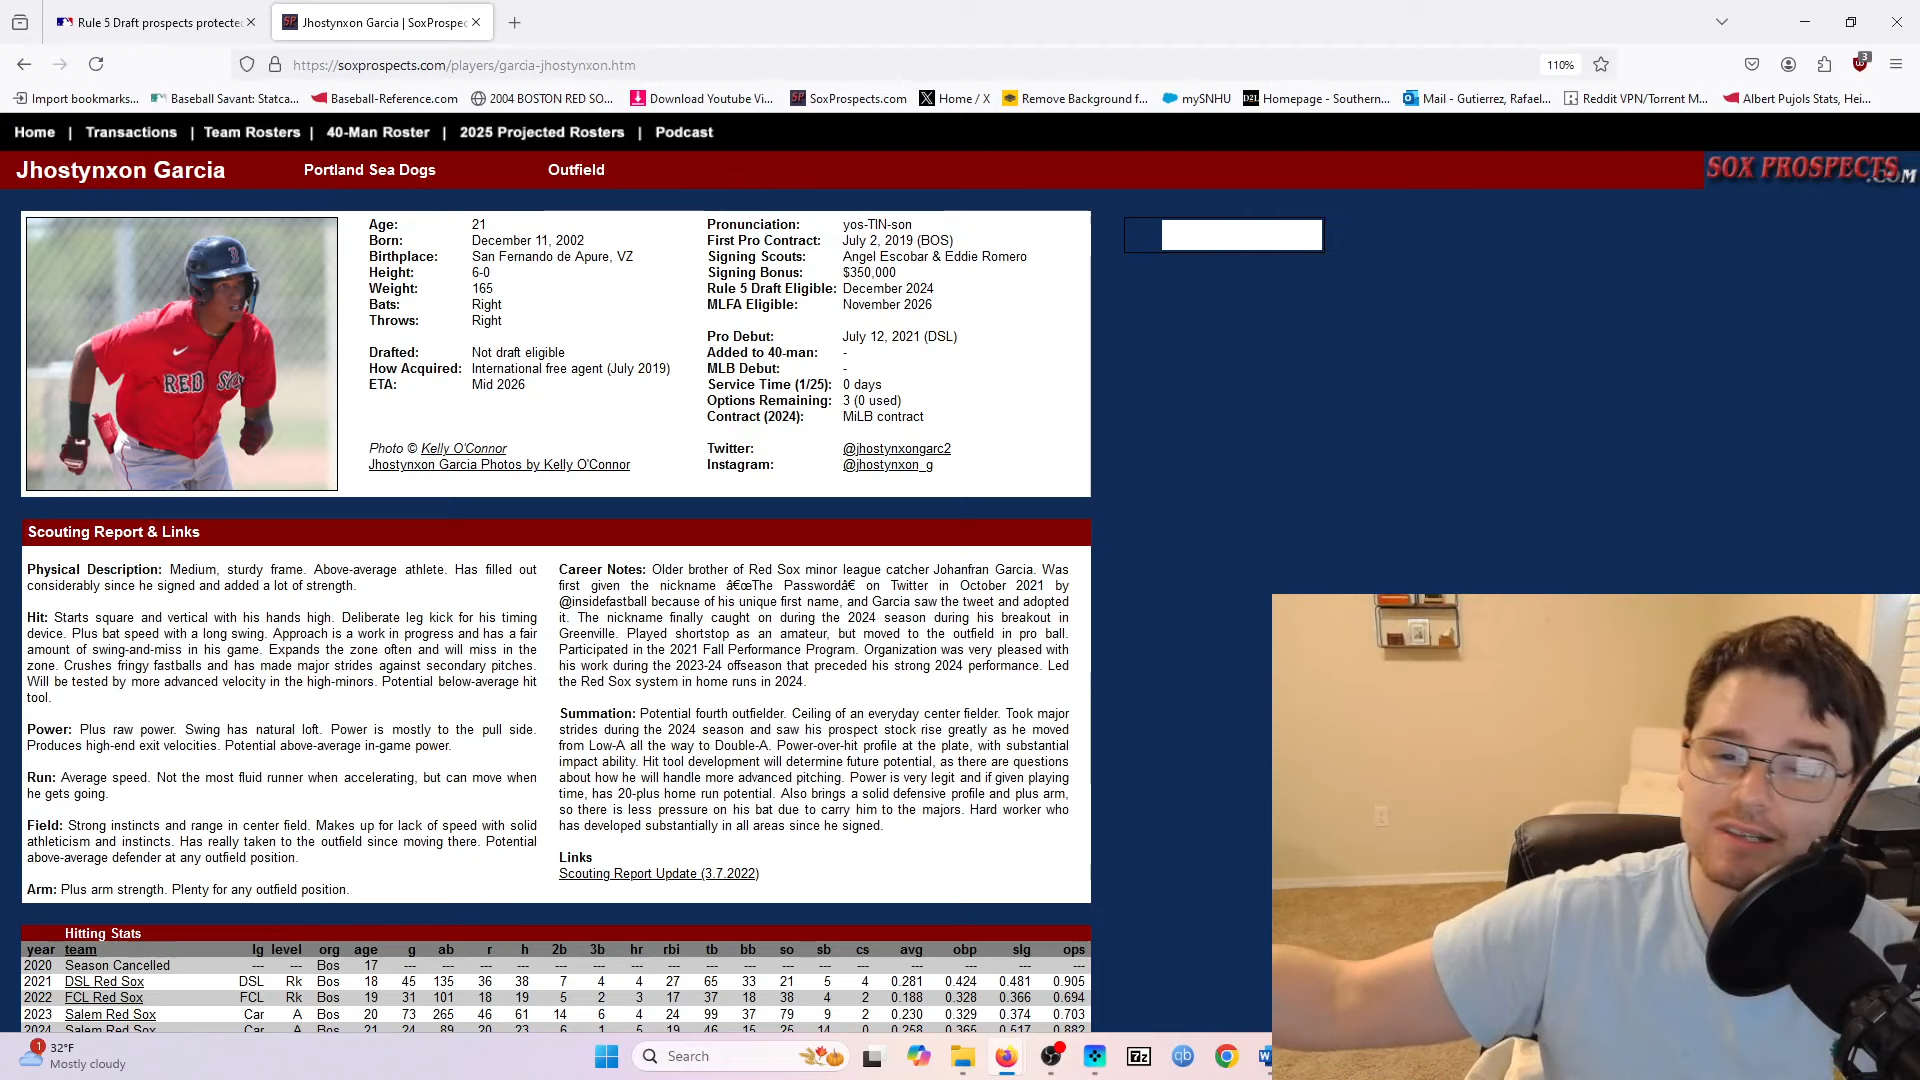 Rule 5 Draft prospects protecte
Jhostynxon Garcia | SoxProspec
https://soxprospects.com/players/garcia-jhostynxon.htm
110%
3
Import bookmarks...
Baseball Savant: Statca...
Baseball-Reference.com
2004 BOSTON RED SO...
Download Youtube Vi...
SoxProspects.com
Home / X
Remove Background f...
mySNHU
D2L
Homepage - Southern...
Mail - Gutierrez, Rafael...
Reddit VPN/Torrent M...
Albert Pujols Stats, Hei...
Home | Transactions | Team Rosters | 40-Man Roster | 2025 Projected Rosters | Podcast
Jhostynxon Garcia Portland Sea Dogs Outfield
SOX PROSPECTS.COM
Age: 21
Born: December 11, 2002
Birthplace: San Fernando de Apure, VZ
Height: 6-0
Weight: 165
Bats: Right
Throws: Right
Drafted: Not draft eligible
How Acquired: International free agent (July 2019)
ETA: Mid 2026
Photo © Kelly O'Connor
Jhostynxon Garcia Photos by Kelly O'Connor
Pronunciation: yos-TIN-son
First Pro Contract: July 2, 2019 (BOS)
Signing Scouts: Angel Escobar & Eddie Romero
Signing Bonus: $350,000
Rule 5 Draft Eligible: December 2024
MLFA Eligible: November 2026
Pro Debut: July 12, 2021 (DSL)
Added to 40-man: -
MLB Debut: -
Service Time (1/25): 0 days
Options Remaining: 3 (0 used)
Contract (2024): MiLB contract
Twitter: @jhostynxongarc2
Instagram: @jhostynxon_g
RED Sox
Scouting Report & Links
Physical Description: Medium, sturdy frame. Above-average athlete. Has filled out
considerably since he signed and added a lot of strength.
Hit: Starts square and vertical with his hands high. Deliberate leg kick for his timing
device. Plus bat speed with a long swing. Approach is a work in progress and has a fair
amount of swing-and-miss in his game. Expands the zone often and will miss in the
zone. Crushes fringy fastballs and has made major strides against secondary pitches.
Will be tested by more advanced velocity in the high-minors. Potential below-average hit
tool.
Power: Plus raw power. Swing has natural loft. Power is mostly to the pull side.
Produces high-end exit velocities. Potential above-average in-game power.
Run: Average speed. Not the most fluid runner when accelerating, but can move when
he gets going.
Field: Strong instincts and range in center field. Makes up for lack of speed with solid
athleticism and instincts. Has really taken to the outfield since moving there. Potential
above-average defender at any outfield position.
Arm: Plus arm strength. Plenty for any outfield position.
Career Notes: Older brother of Red Sox minor league catcher Johanfran Garcia. Was
first given the nickname â€œThe Passwordâ€ on Twitter in October 2021 by
@insidefastball because of his unique first name, and Garcia saw the tweet and adopted
it. The nickname finally caught on during the 2024 season during his breakout in
Greenville. Played shortstop as an amateur, but moved to the outfield in pro ball.
Participated in the 2021 Fall Performance Program. Organization was very pleased with
his work during the 2023-24 offseason that preceded his strong 2024 performance. Led
the Red Sox system in home runs in 2024.
Summation: Potential fourth outfielder. Ceiling of an everyday center fielder. Took major
strides during the 2024 season and saw his prospect stock rise greatly as he moved
from Low-A all the way to Double-A. Power-over-hit profile at the plate, with substantial
impact ability. Hit tool development will determine future potential, as there are questions
about how he will handle more advanced pitching. Power is very legit and if given playing
time, has 20-plus home run potential. Also brings a solid defensive profile and plus arm,
so there is less pressure on his bat due to carry him to the majors. Hard worker who
has developed substantially in all areas since he signed.
Links
Scouting Report Update (3.7.2022)
Hitting Stats
year team lg level org age g ab r h 2b 3b hr rbi tb bb so sb cs avg obp slg ops
2020 Season Cancelled --- --- Bos 17 --- --- --- --- --- --- --- --- --- --- --- --- --- --- --- --- ---
2021 DSL Red Sox DSL Rk Bos 18 45 135 36 38 7 4 4 27 65 33 21 5 4 0.281 0.424 0.481 0.905
2022 FCL Red Sox FCL Rk Bos 19 31 101 18 19 5 2 3 17 37 18 38 4 2 0.188 0.328 0.366 0.694
2023 Salem Red Sox Car A Bos 20 73 265 46 61 14 6 4 24 99 37 79 9 2 0.230 0.329 0.374 0.703
2024 Salem Red Sox Car A Bos 21 24 89 20 23 6 1 5 19 46 15 25 14 0 0.258 0.365 0.517 0.882
1
32°F
Mostly cloudy
Search
7z
qb
W